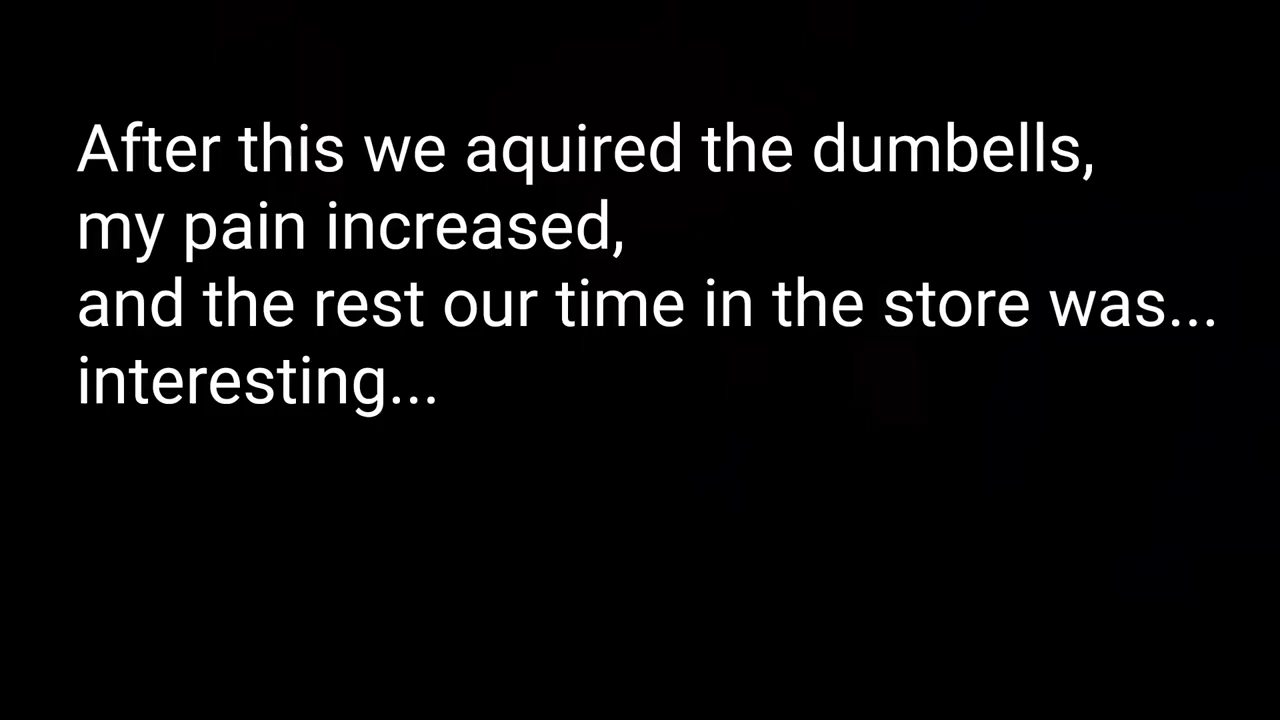 After this we aquired the dumbells,
my pain increased,
and the rest our time in the store was...
interesting...